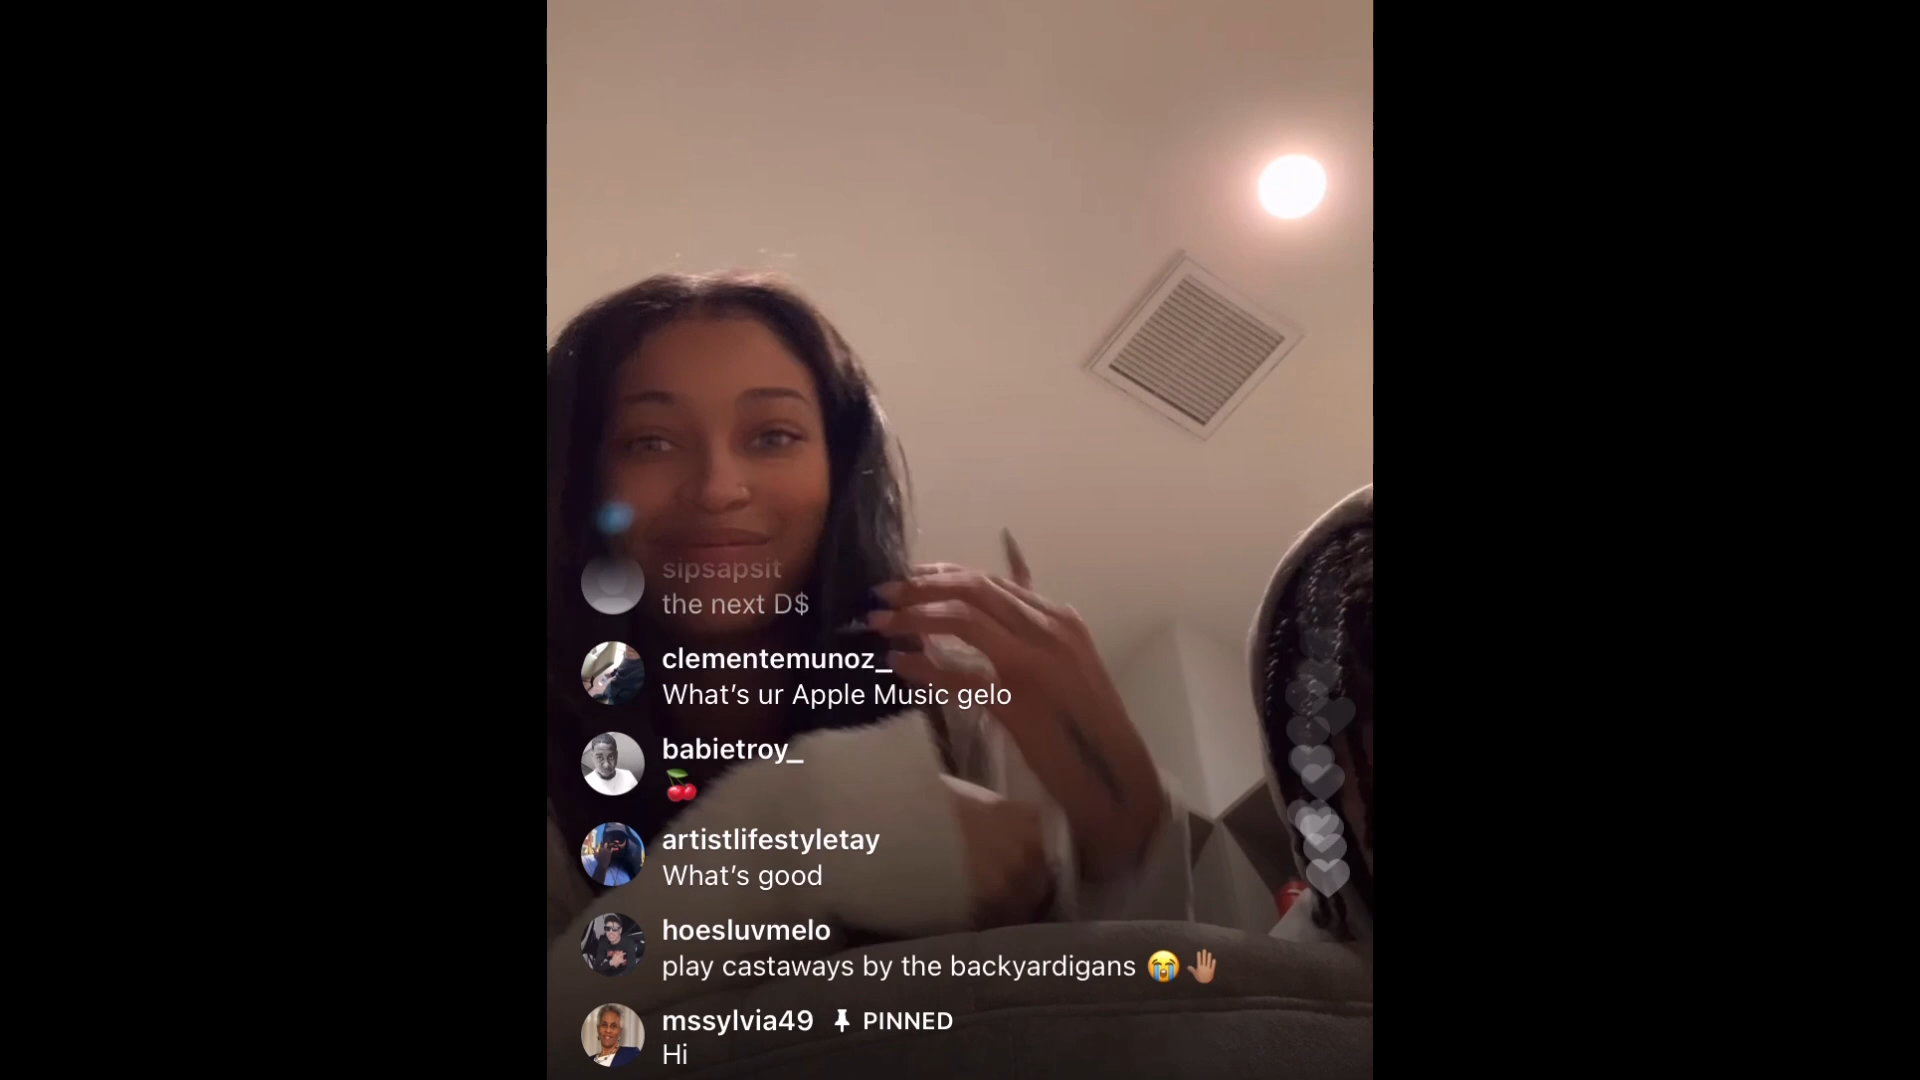 sipsapsit
the next D$
clementemunoz_
What's ur Apple Music gelo
babietroy_
🍒
artistlifestyletay
What's good
hoesluvmelo
play castaways by the backyardigans 😭🤚🏽
mssylvia49 PINNED
Hi